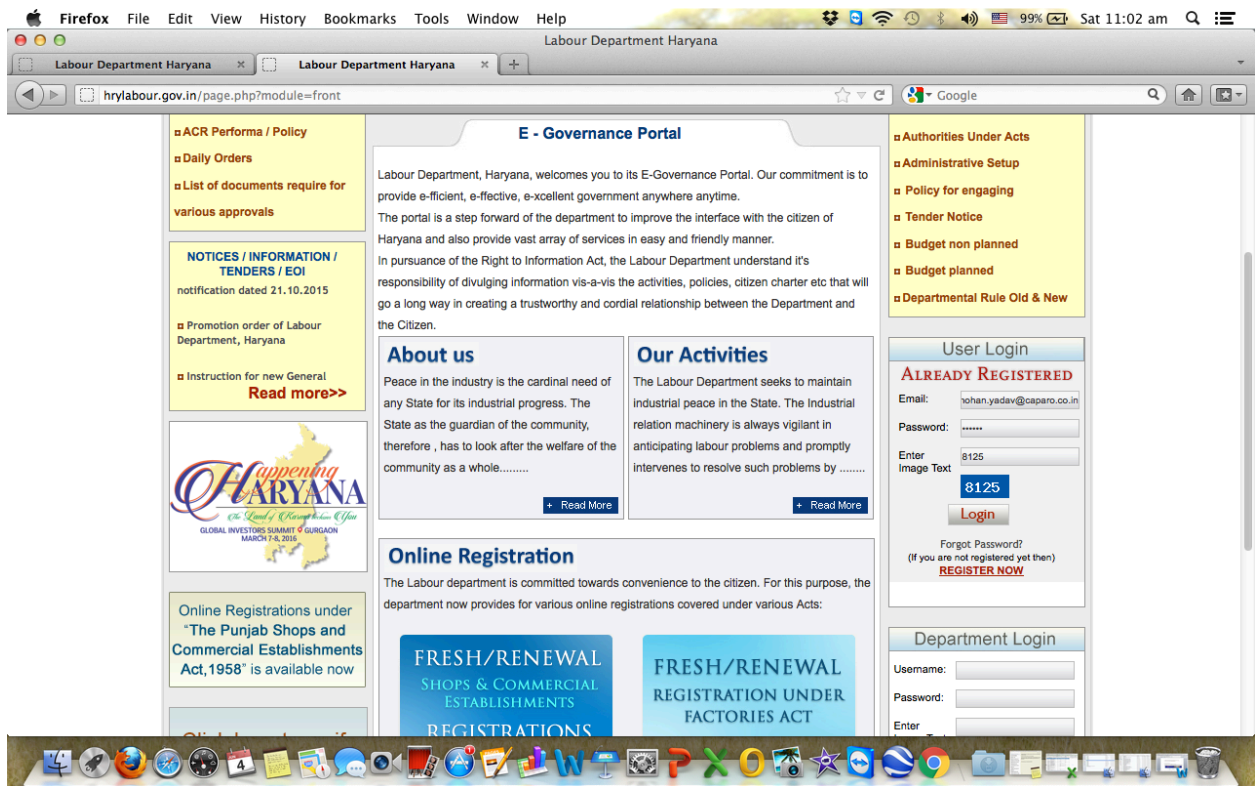 Firefox File Edit View History Bookmarks Tools Window Help
99% Sat 11:02 am
Labour Department Haryana
Labour Department Haryana
Labour Department Haryana
hrylabour.gov.in/page.php?module=front
Google
ACR Performa / Policy
Daily Orders
List of documents require for
various approvals
NOTICES / INFORMATION /
TENDERS / EOI
notification dated 21.10.2015
Promotion order of Labour
Department, Haryana
Instruction for new General
Read more>>
Happening
HARYANA
GLOBAL INVESTORS SUMMIT GURGAON
MARCH 7-8, 2016
Online Registrations under
"The Punjab Shops and
Commercial Establishments
Act,1958" is available now
E - Governance Portal
Labour Department, Haryana, welcomes you to its E-Governance Portal. Our commitment is to
provide e-fficient, e-ffective, e-xcellent government anywhere anytime.
The portal is a step forward of the department to improve the interface with the citizen of
Haryana and also provide vast array of services in easy and friendly manner.
In pursuance of the Right to Information Act, the Labour Department understand it's
responsibility of divulging information vis-a-vis the activities, policies, citizen charter etc that will
go a long way in creating a trustworthy and cordial relationship between the Department and
the Citizen.
About us
Peace in the industry is the cardinal need of
any State for its industrial progress. The
State as the guardian of the community,
therefore , has to look after the welfare of the
community as a whole.........
+ Read More
Our Activities
The Labour Department seeks to maintain
industrial peace in the State. The Industrial
relation machinery is always vigilant in
anticipating labour problems and promptly
intervenes to resolve such problems by ........
+ Read More
Online Registration
The Labour department is committed towards convenience to the citizen. For this purpose, the
department now provides for various online registrations covered under various Acts:
FRESH/RENEWAL
SHOPS & COMMERCIAL
ESTABLISHMENTS
REGISTRATIONS
FRESH/RENEWAL
REGISTRATION UNDER
FACTORIES ACT
Authorities Under Acts
Administrative Setup
Policy for engaging
Tender Notice
Budget non planned
Budget planned
Departmental Rule Old & New
User Login
ALREADY REGISTERED
Email: ohan.yadav@caparo.co.in
Password: ••••••
Enter
Image Text 8125
8125
Login
Forgot Password?
(If you are not registered yet then)
REGISTER NOW
Department Login
Username:
Password:
Enter
4